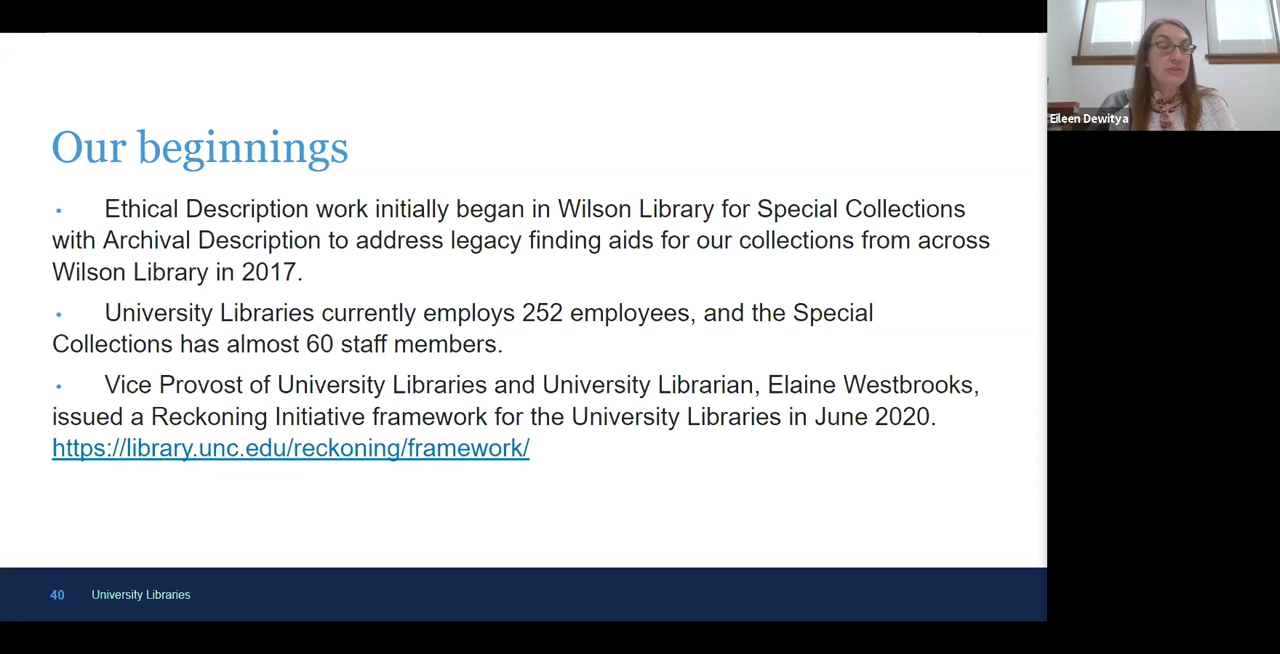 Our beginnings
• Ethical Description work initially began in Wilson Library for Special Collections
with Archival Description to address legacy finding aids for our collections from across
Wilson Library in 2017.
• University Libraries currently employs 252 employees, and the Special
Collections has almost 60 staff members.
• Vice Provost of University Libraries and University Librarian, Elaine Westbrooks,
issued a Reckoning Initiative framework for the University Libraries in June 2020.
https://library.unc.edu/reckoning/framework/
40 University Libraries
Eileen Dewitya